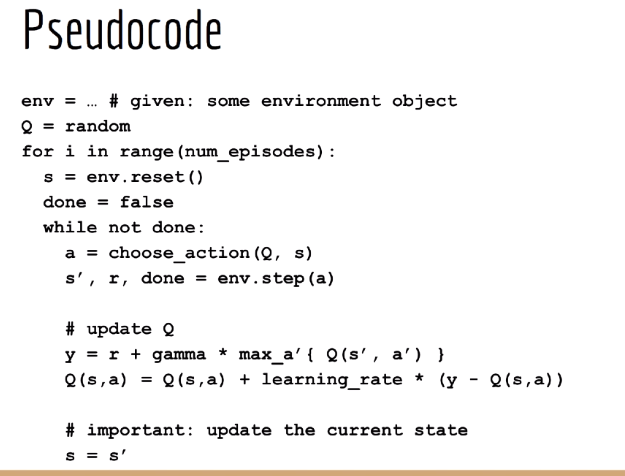 Pseudocode
env = … # given: some environment object
Q = random
for i in range(num_episodes):
s = env.reset()
done = false
while not done:
a = choose_action(Q, s)
s’, r, done = env.step(a)
# update Q
y = r + gamma * max_a’{ Q(s’, a’) }
Q(s,a) = Q(s,a) + learning_rate * (y - Q(s,a))
# important: update the current state
s = s’